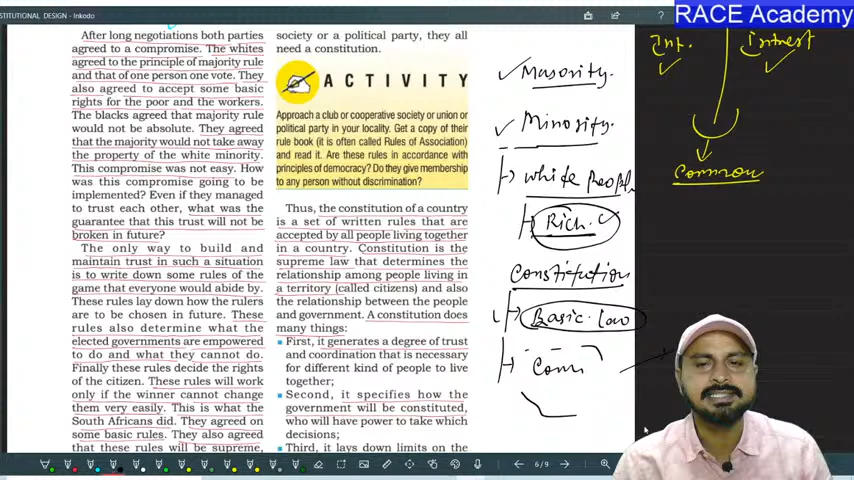 TITUTIONAL DESIGN - Inkodo
RACE Academy
After long negotiations both parties
agreed to a compromise. The whites
agreed to the principle of majority rule
and that of one person one vote. They
also agreed to accept some basic
rights for the poor and the workers.
The blacks agreed that majority rule
would not be absolute. They agreed
that the majority would not take away
the property of the white minority.
This compromise was not easy. How
was this compromise going to be
implemented? Even if they managed
to trust each other, what was the
guarantee that this trust will not be
broken in future?
The only way to build and
maintain trust in such a situation
is to write down some rules of the
game that everyone would abide by.
These rules lay down how the rulers
are to be chosen in future. These
rules also determine what the
elected governments are empowered
to do and what they cannot do.
Finally these rules decide the rights
of the citizen. These rules will work
only if the winner cannot change
them very easily. This is what the
South Africans did. They agreed on
some basic rules. They also agreed
that these rules will be supreme,
society or a political party, they all
need a constitution.
ACTIVITY
Approach a club or cooperative society or union or
political party in your locality. Get a copy of their
rule book (it is often called Rules of Association)
and read it. Are these rules in accordance with
principles of democracy? Do they give membership
to any person without discrimination?
Thus, the constitution of a country
is a set of written rules that are
accepted by all people living together
in a country. Constitution is the
supreme law that determines the
relationship among people living in
a territory (called citizens) and also
the relationship between the people
and government. A constitution does
many things:
First, it generates a degree of trust
and coordination that is necessary
for different kind of people to live
together;
Second, it specifies how the
government will be constituted,
who will have power to take which
decisions;
Third, it lays down limits on the
Majority.
Minority.
white people
Rich.
Constitution
Basic law
Int.
Interest
Common
6/9